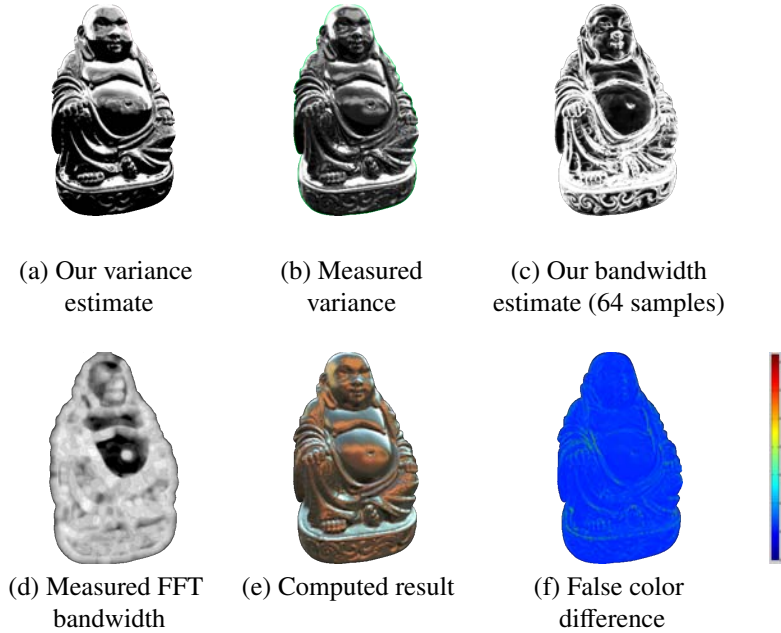 (a) Our variance
estimate
(b) Measured
variance
(c) Our bandwidth
estimate (64 samples)
(d) Measured FFT
bandwidth
(e) Computed result
(f) False color
difference